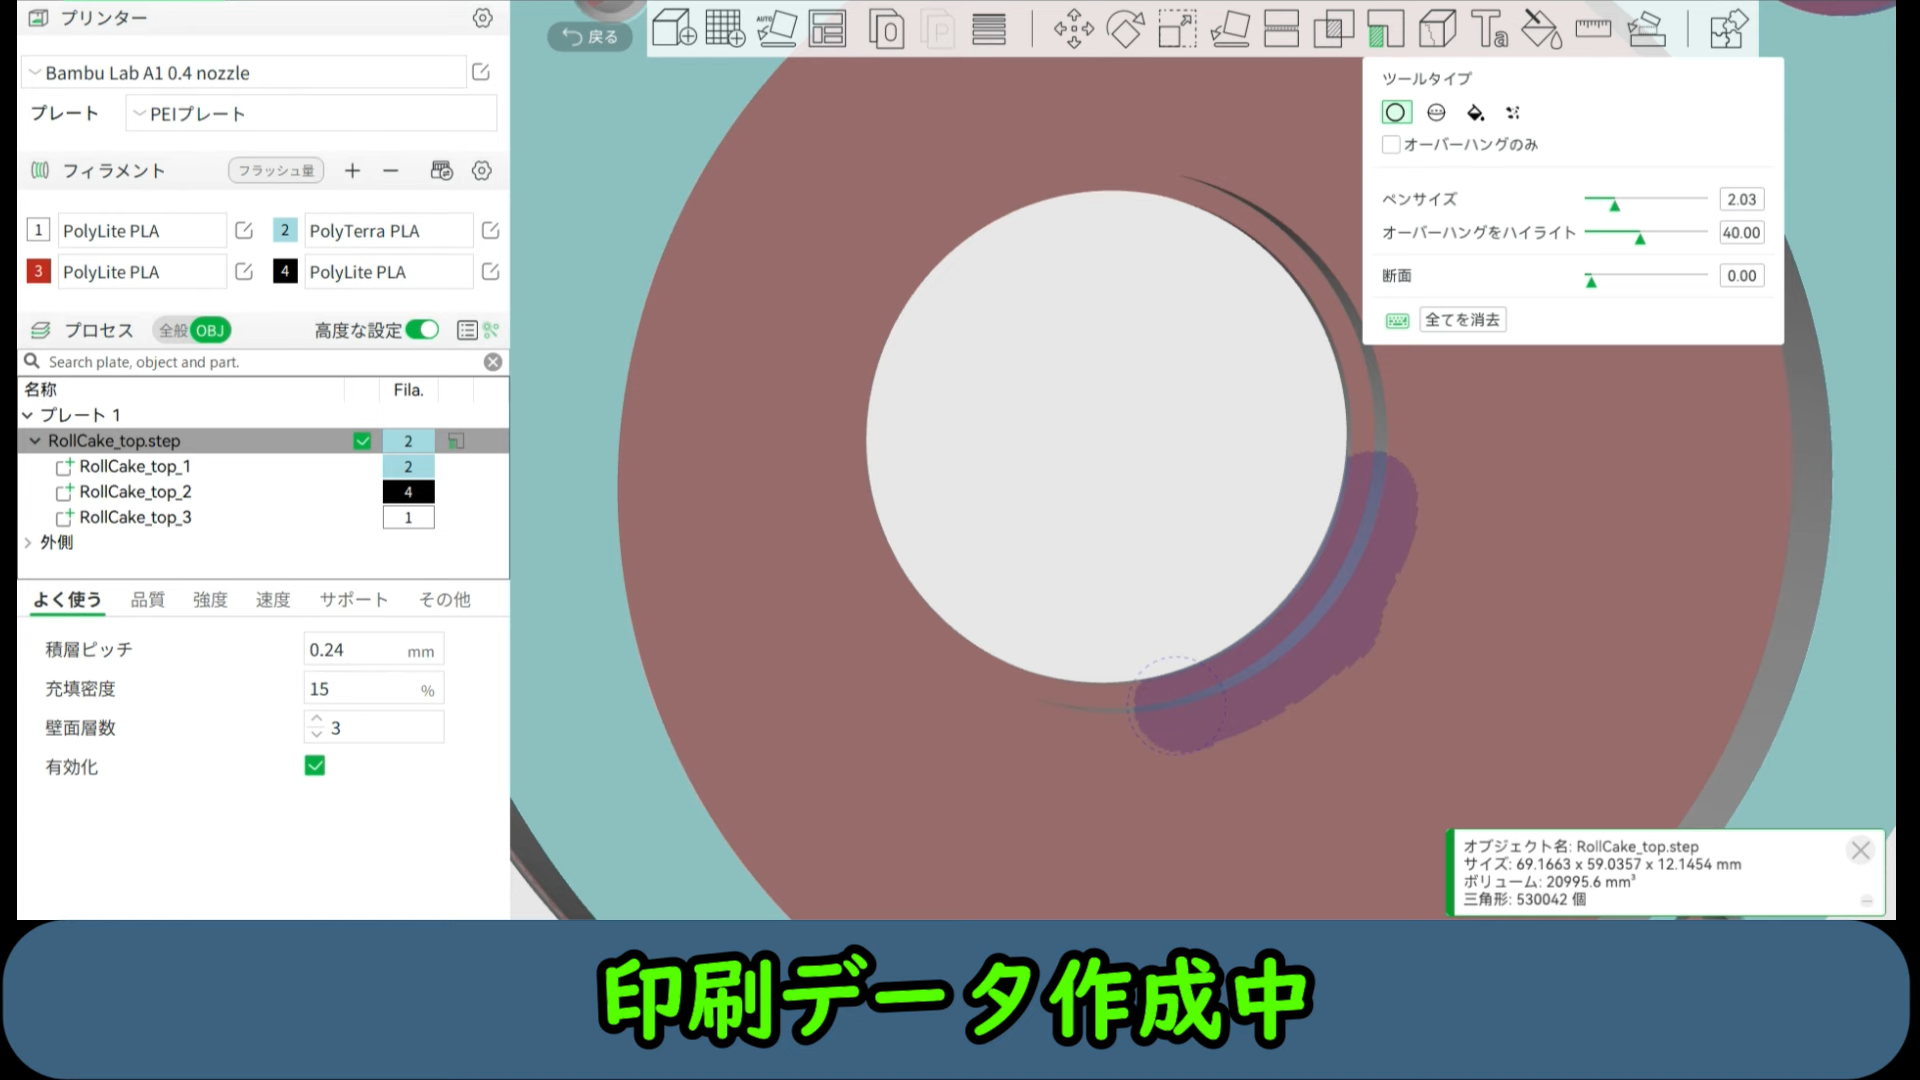 プリンター
Bambu Lab A1 0.4 nozzle
プレート
PEIプレート
フィラメント
フラッシュ量
1 PolyLite PLA
2 PolyTerra PLA
3 PolyLite PLA
4 PolyLite PLA
プロセス
全般 OBJ
高度な設定
Search plate, object and part.
名称 Fila.
プレート 1
RollCake_top.step 2
RollCake_top_1 2
RollCake_top_2 4
RollCake_top_3 1
外側
よく使う 品質 強度 速度 サポート その他
積層ピッチ 0.24 mm
充填密度 15 %
壁面層数 3
有効化
戻る
AUTO
ツールタイプ
オーバーハングのみ
ペンサイズ 2.03
オーバーハングをハイライト 40.00
断面 0.00
全てを消去
オブジェクト名: RollCake_top.step
サイズ: 69.1663 x 59.0357 x 12.1454 mm
ボリューム: 20995.6 mm³
三角形: 530042 個
印刷データ作成中